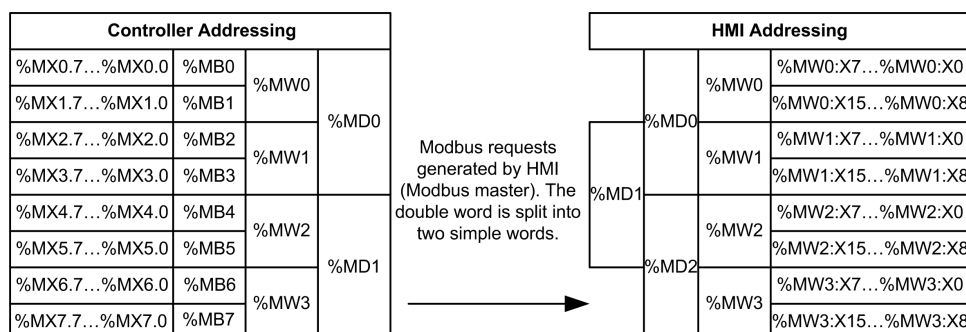 Controller Addressing
HMI Addressing
%MX0.7…%MX0.0 %MB0 %MW0 %MD0
%MX1.7…%MX1.0 %MB1
%MX2.7…%MX2.0 %MB2 %MW1
%MX3.7…%MX3.0 %MB3
%MX4.7…%MX4.0 %MB4 %MW2 %MD1
%MX5.7…%MX5.0 %MB5
%MX6.7…%MX6.0 %MB6 %MW3
%MX7.7…%MX7.0 %MB7
Modbus requests
generated by HMI
(Modbus master). The
double word is split into
two simple words.
%MD1
%MD0 %MW0 %MW0:X7…%MW0:X0
%MW0:X15…%MW0:X8
%MW1 %MW1:X7…%MW1:X0
%MW1:X15…%MW1:X8
%MD2 %MW2 %MW2:X7…%MW2:X0
%MW2:X15…%MW2:X8
%MW3 %MW3:X7…%MW3:X0
%MW3:X15…%MW3:X8